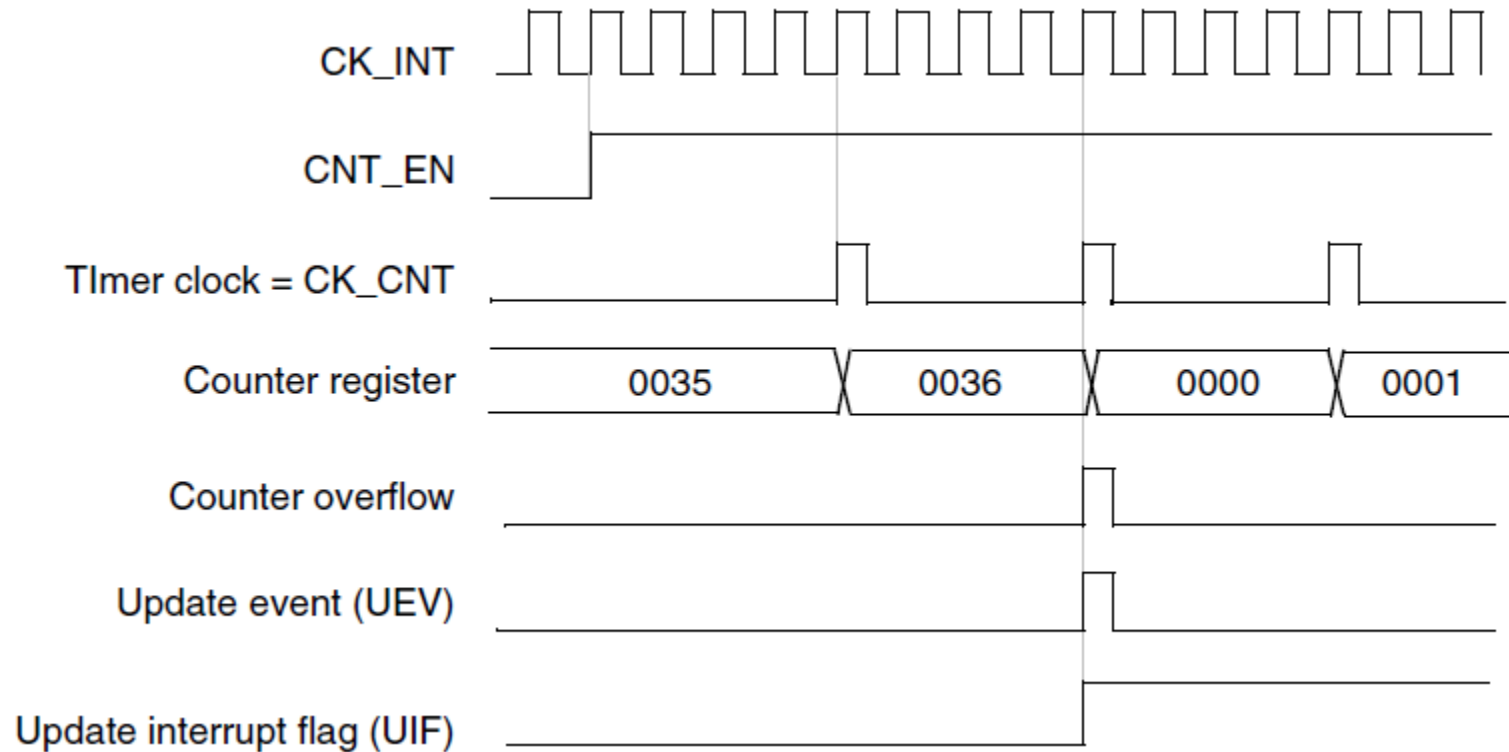 CK_INT
CNT_EN
TImer clock = CK_CNT
Counter register
0035 0036 0000 0001
Counter overflow
Update event (UEV)
Update interrupt flag (UIF)